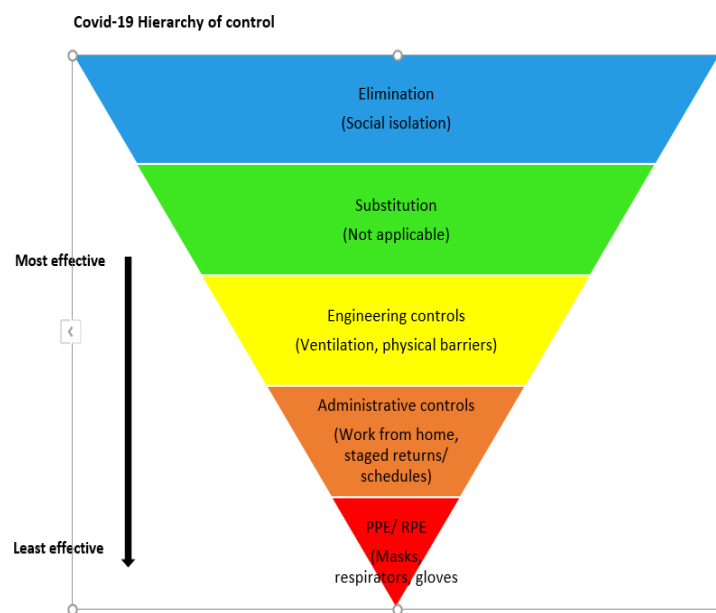 Covid-19 Hierarchy of control
Elimination
(Social isolation)
Substitution
(Not applicable)
Most effective
Engineering controls
(Ventilation, physical barriers)
Administrative controls
(Work from home,
staged returns/
schedules)
PPE/ RPE
Least effective
(Masks,
respirators, gloves